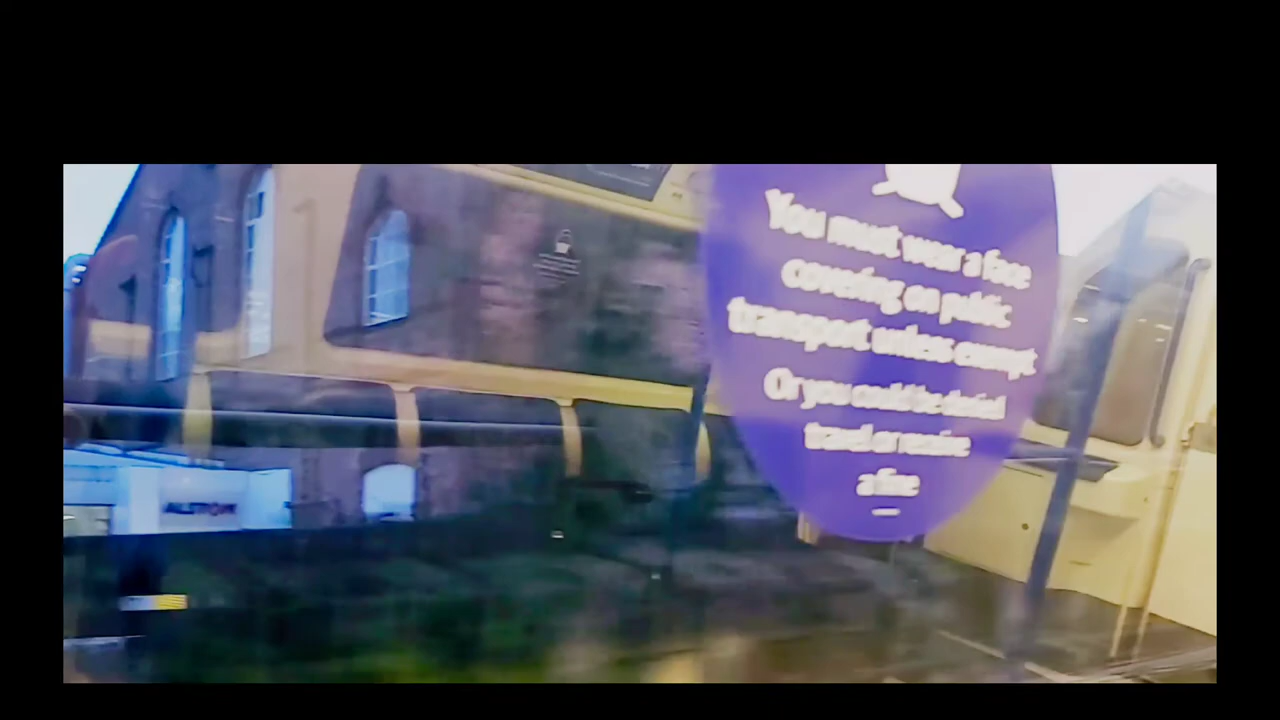 You must wear a face
covering on public
transport unless exempt.
Or you could be denied
travel or receive
a fine